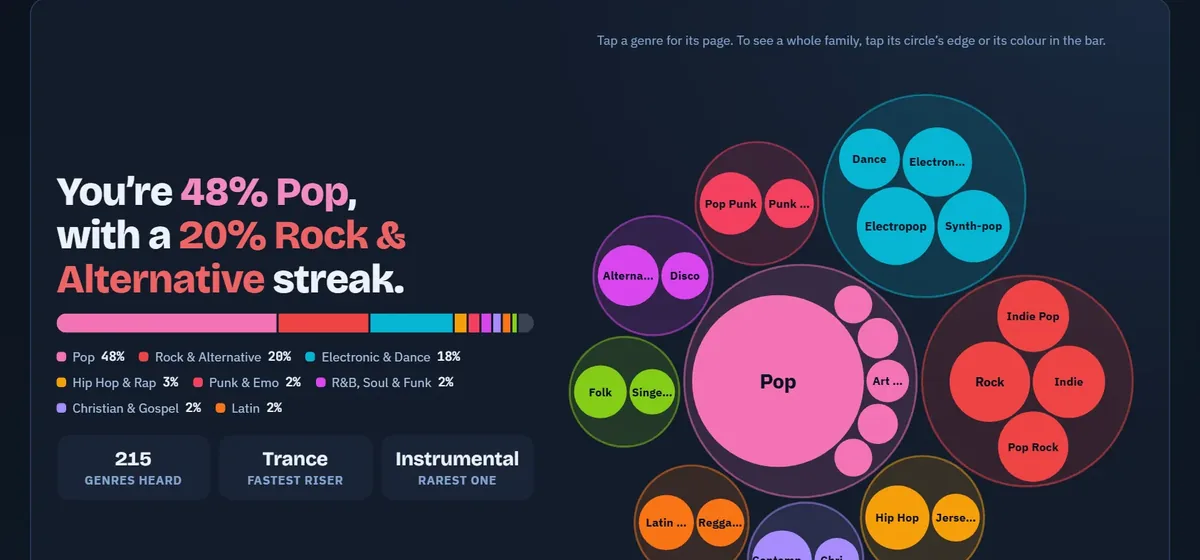 Tap a genre for its page. To see a whole family, tap its circle's edge or its colour in the bar.
You're 48% Pop,
with a 20% Rock &
Alternative streak.
Pop 48% Rock & Alternative 20% Electronic & Dance 18%
Hip Hop & Rap 3% Punk & Emo 2% R&B, Soul & Funk 2%
Christian & Gospel 2% Latin 2%
215
GENRES HEARD
Trance
FASTEST RISER
Instrumental
RAREST ONE
Dance
Electron...
Electropop
Synth-pop
Pop Punk
Punk ...
Alterna...
Disco
Indie Pop
Rock
Indie
Pop Rock
Pop
Art ...
Folk
Singe...
Latin ...
Regga...
Hip Hop
Jerse...
Contemp...
Chri...